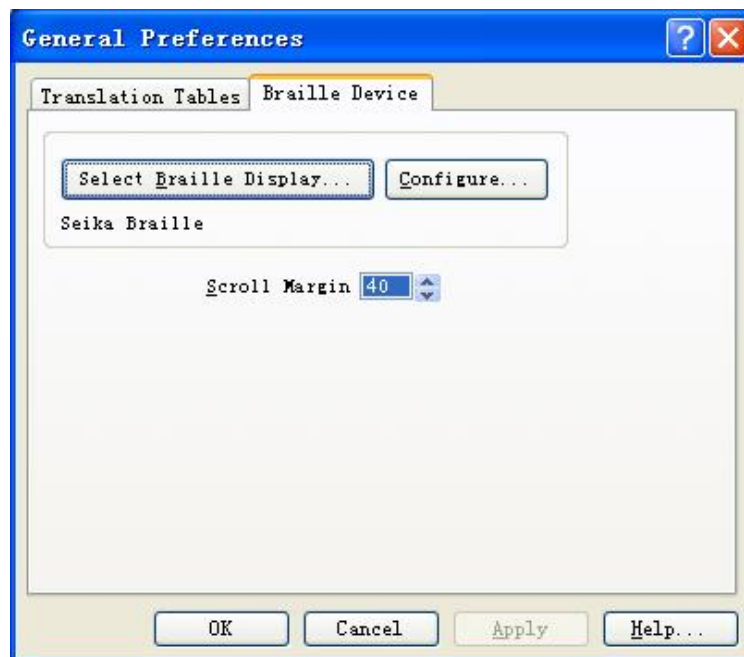 General Preferences
Translation Tables Braille Device
Select Braille Display... Configure...
Seika Braille
Scroll Margin 40
OK Cancel Apply Help...